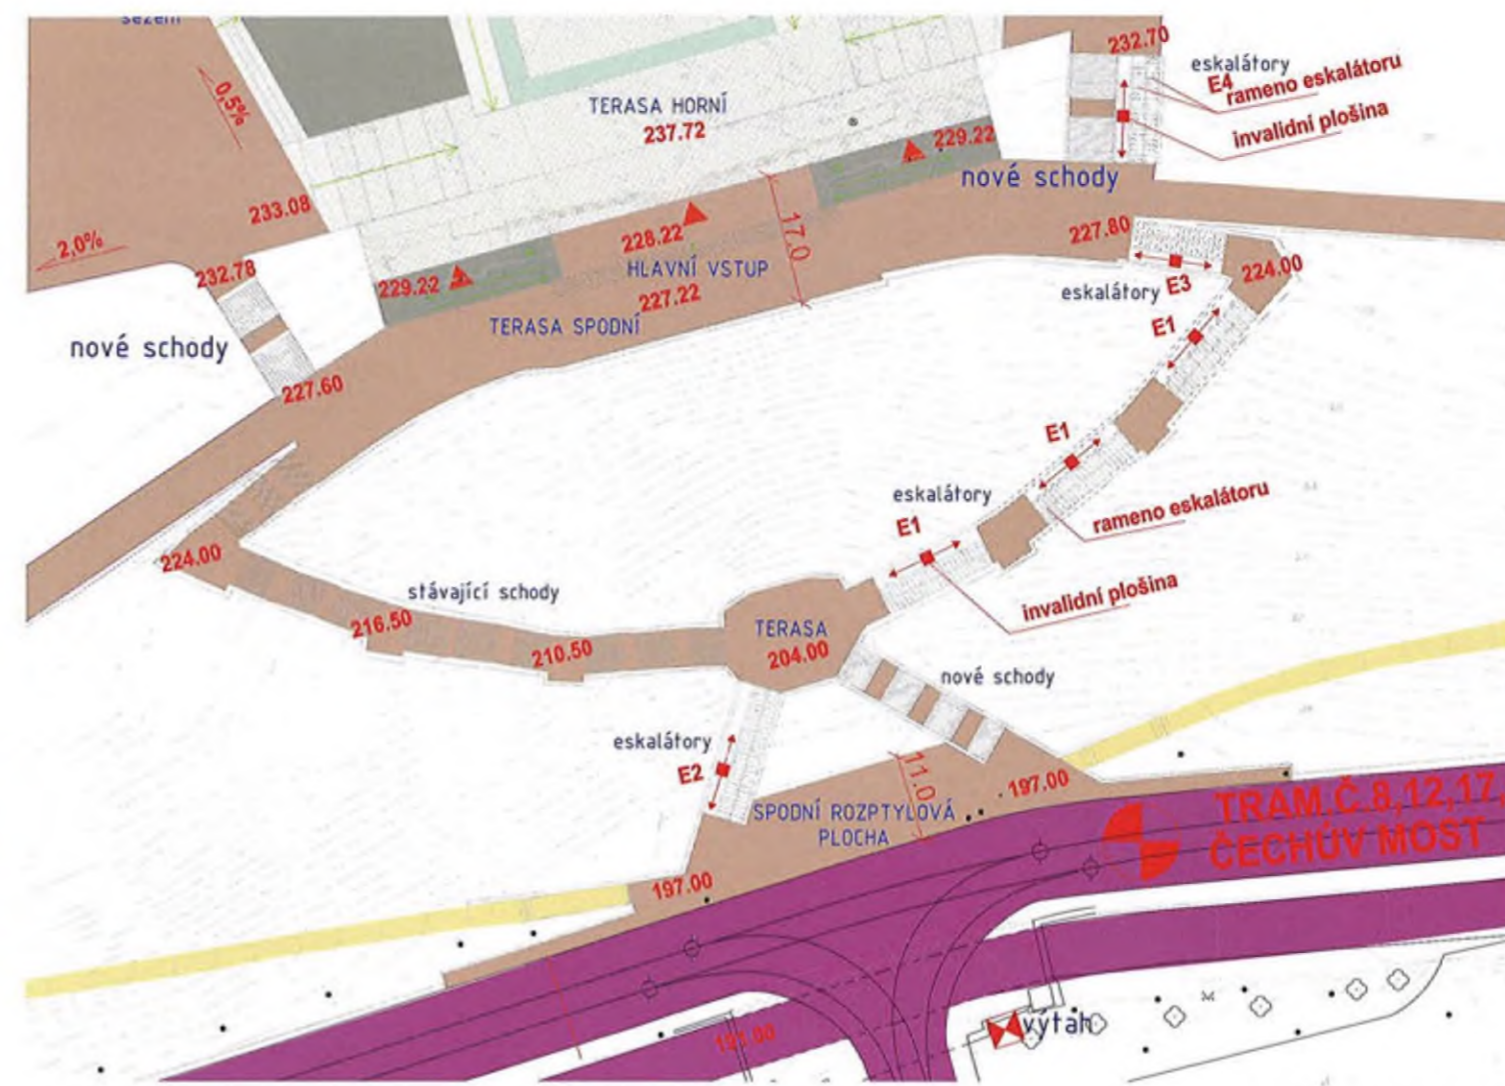 sezení
0,5%
2,0%
233.08
232.78
nové schody
227.60
TERASA HORNÍ
237.72
229.22
228.22
HLAVNÍ VSTUP
227.22
229.22
TERASA SPODNÍ
17.0
nové schody
232.70
eskalátory
E4
rameno eskalátoru
invalidní plošina
227.80
224.00
eskalátory E3
E1
E1
eskalátory
E1
rameno eskalátoru
invalidní plošina
224.00
stávající schody
216.50
210.50
TERASA
204.00
nové schody
eskalátory
E2
11.0
197.00
SPODNÍ ROZPTYLOVÁ
PLOCHA
197.00
TRAM.Č.8,12,17
ČECHŮV MOST
výtah